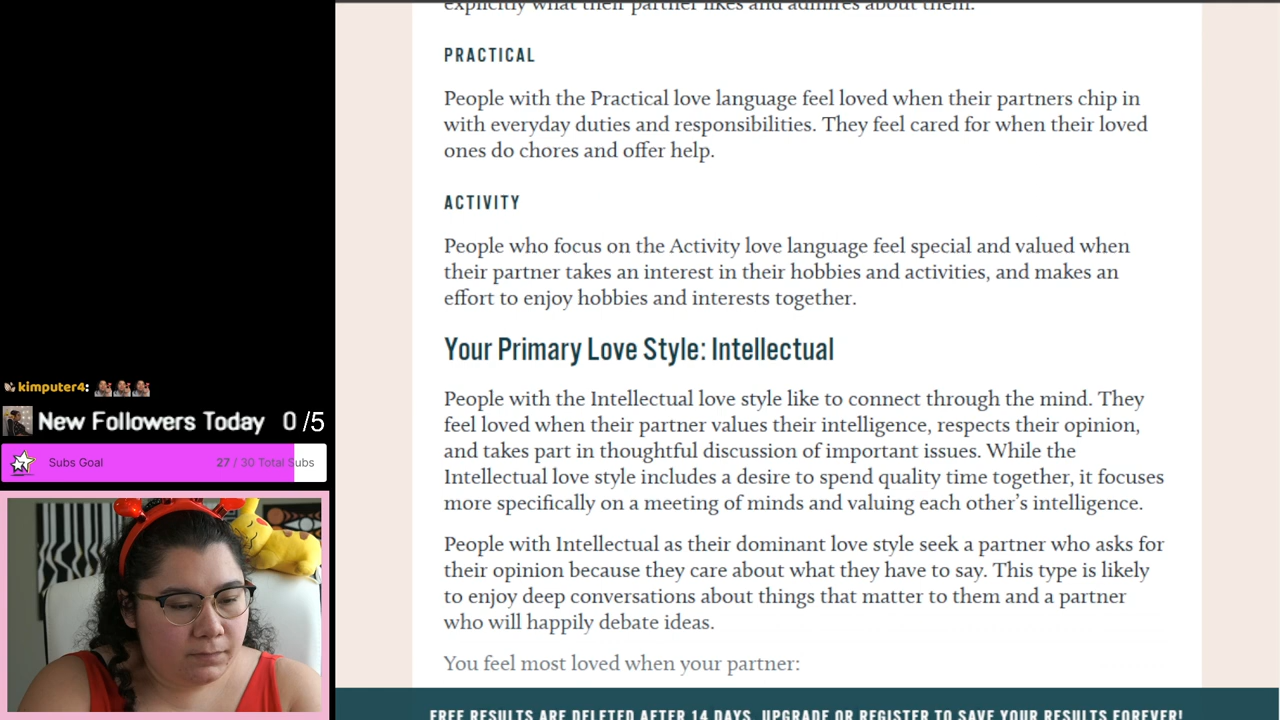 explicitly what their partner likes and admires about them.
PRACTICAL
People with the Practical love language feel loved when their partners chip in
with everyday duties and responsibilities. They feel cared for when their loved
ones do chores and offer help.
ACTIVITY
People who focus on the Activity love language feel special and valued when
their partner takes an interest in their hobbies and activities, and makes an
effort to enjoy hobbies and interests together.
Your Primary Love Style: Intellectual
People with the Intellectual love style like to connect through the mind. They
feel loved when their partner values their intelligence, respects their opinion,
and takes part in thoughtful discussion of important issues. While the
Intellectual love style includes a desire to spend quality time together, it focuses
more specifically on a meeting of minds and valuing each other's intelligence.
People with Intellectual as their dominant love style seek a partner who asks for
their opinion because they care about what they have to say. This type is likely
to enjoy deep conversations about things that matter to them and a partner
who will happily debate ideas.
You feel most loved when your partner:
FREE RESULTS ARE DELETED AFTER 14 DAYS. UPGRADE OR REGISTER TO SAVE YOUR RESULTS FOREVER!
kimputer4:
New Followers Today 0 /5
Subs Goal 27 / 30 Total Subs